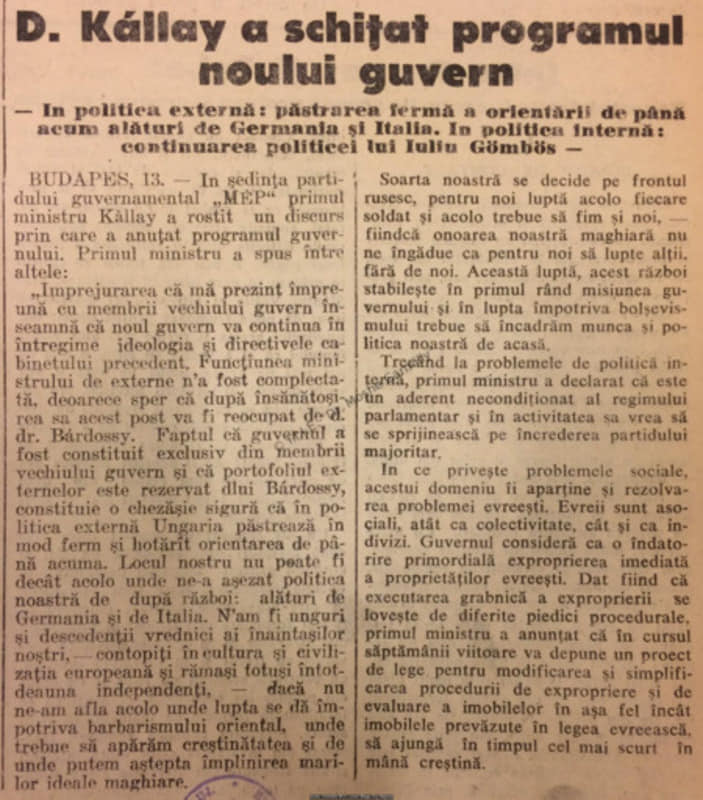 D. Kállay a schițat programul
noului guvern
— In politica externă: păstrarea fermă a orientării de până
acum alături de Germania și Italia. In politica internă:
continuarea politicei lui Iuliu Gömbös —
BUDAPES, 13. — In ședința parti-
dului guvernamental „MÉP” primul
ministru Kàllay a rostit un discurs
prin care a anuțat programul guver-
nului. Primul ministru a spus între
altele:
„Imprejurarea că mă prezint împre-
ună cu membrii vechiului guvern în-
seamnă că noul guvern va continua în
întregime ideologia și directivele ca-
binetului precedent. Funcțiunea mini-
strului de externe n'a fost complecta-
tă, deoarece sper că după însănătoși-
rea sa acest post va fi reocupat de d.
dr. Bárdossy. Faptul că guvernul a
fost constituit exclusiv din membrii
vechiului guvern și că portofoliul ex-
ternelor este rezervat dlui Bárdossy,
constituie o chezășie sigură că în po-
litica externă Ungaria păstrează în
mod ferm și hotărît orientarea de pâ-
nă acuma. Locul nostru nu poate fi
decât acolo unde ne-a așezat politica
noastră de după război: alături de
Germania și de Italia. N'am fi unguri
și descendenții vrednici ai înaintașilor
noștri, — contopiți în cultura și civili-
zația europeană și rămași totuși întot-
deauna independenți, — dacă nu
ne-am afla acolo unde lupta se dă îm-
potriva barbarismului oriental, unde
trebue să apărăm creștinătatea și de
unde putem aștepta împlinirea mari-
lor ideale maghiare.
Soarta noastră se decide pe frontul
rusesc, pentru noi luptă acolo fiecare
soldat și acolo trebue să fim și noi, —
fiindcă onoarea noastră maghiară nu
ne îngădue ca pentru noi să lupte alții,
fără de noi. Această luptă, acest război
stabilește în primul rând misiunea gu-
vernului și în lupta împotriva bolșevis-
mului trebue să încadrăm munca și po-
litica noastră de acasă.
Trecând la problemele de politică in-
ternă, primul ministru a declarat că este
un aderent necondiționat al regimului
parlamentar și în activitatea sa vrea să
se sprijinească pe încrederea partidului
majoritar.
In ce privește problemele sociale,
acestui domeniu îi aparține și rezolva-
rea problemei evreești. Evreii sunt aso-
ciali, atât ca colectivitate, cât și ca in-
divizi. Guvernul consideră ca o îndato-
rire primordială exproprierea imediată
a proprietăților evreești. Dat fiind că
executarea grabnică a exproprierii se
lovește de diferite piedici procedurale,
primul ministru a anunțat că în cursul
săptămânii viitoare va depune un proect
de lege pentru modificarea și simplifi-
carea procedurii de expropriere și de
evaluare a imobilelor în așa fel încât
imobilele prevăzute în legea evreească,
să ajungă în timpul cel mai scurt în
mână creștină.